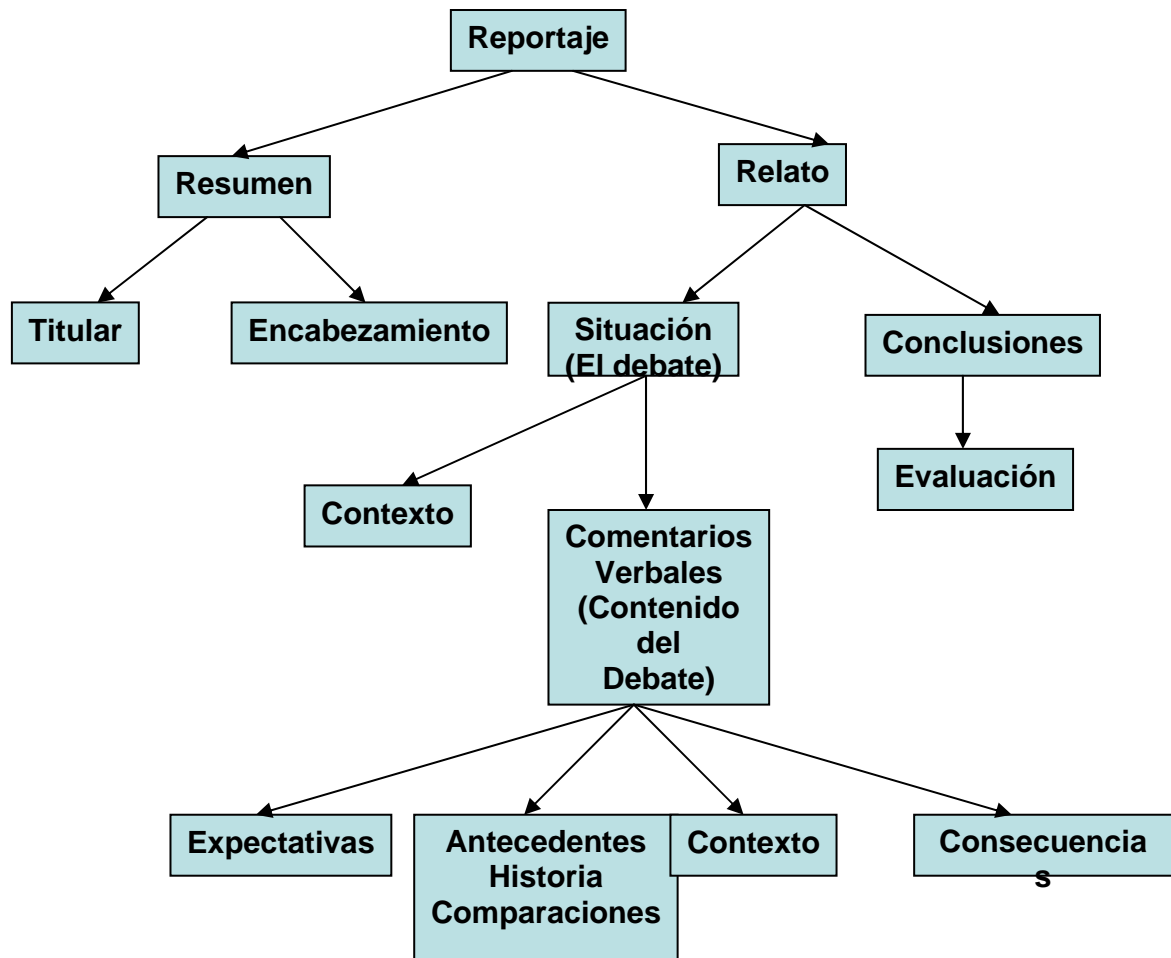 Reportaje
Resumen
Relato
Titular
Encabezamiento
Situación
(El debate)
Conclusiones
Contexto
Evaluación
Comentarios
Verbales
(Contenido
del
Debate)
Expectativas
Antecedentes
Historia
Comparaciones
Contexto
Consecuencia
s